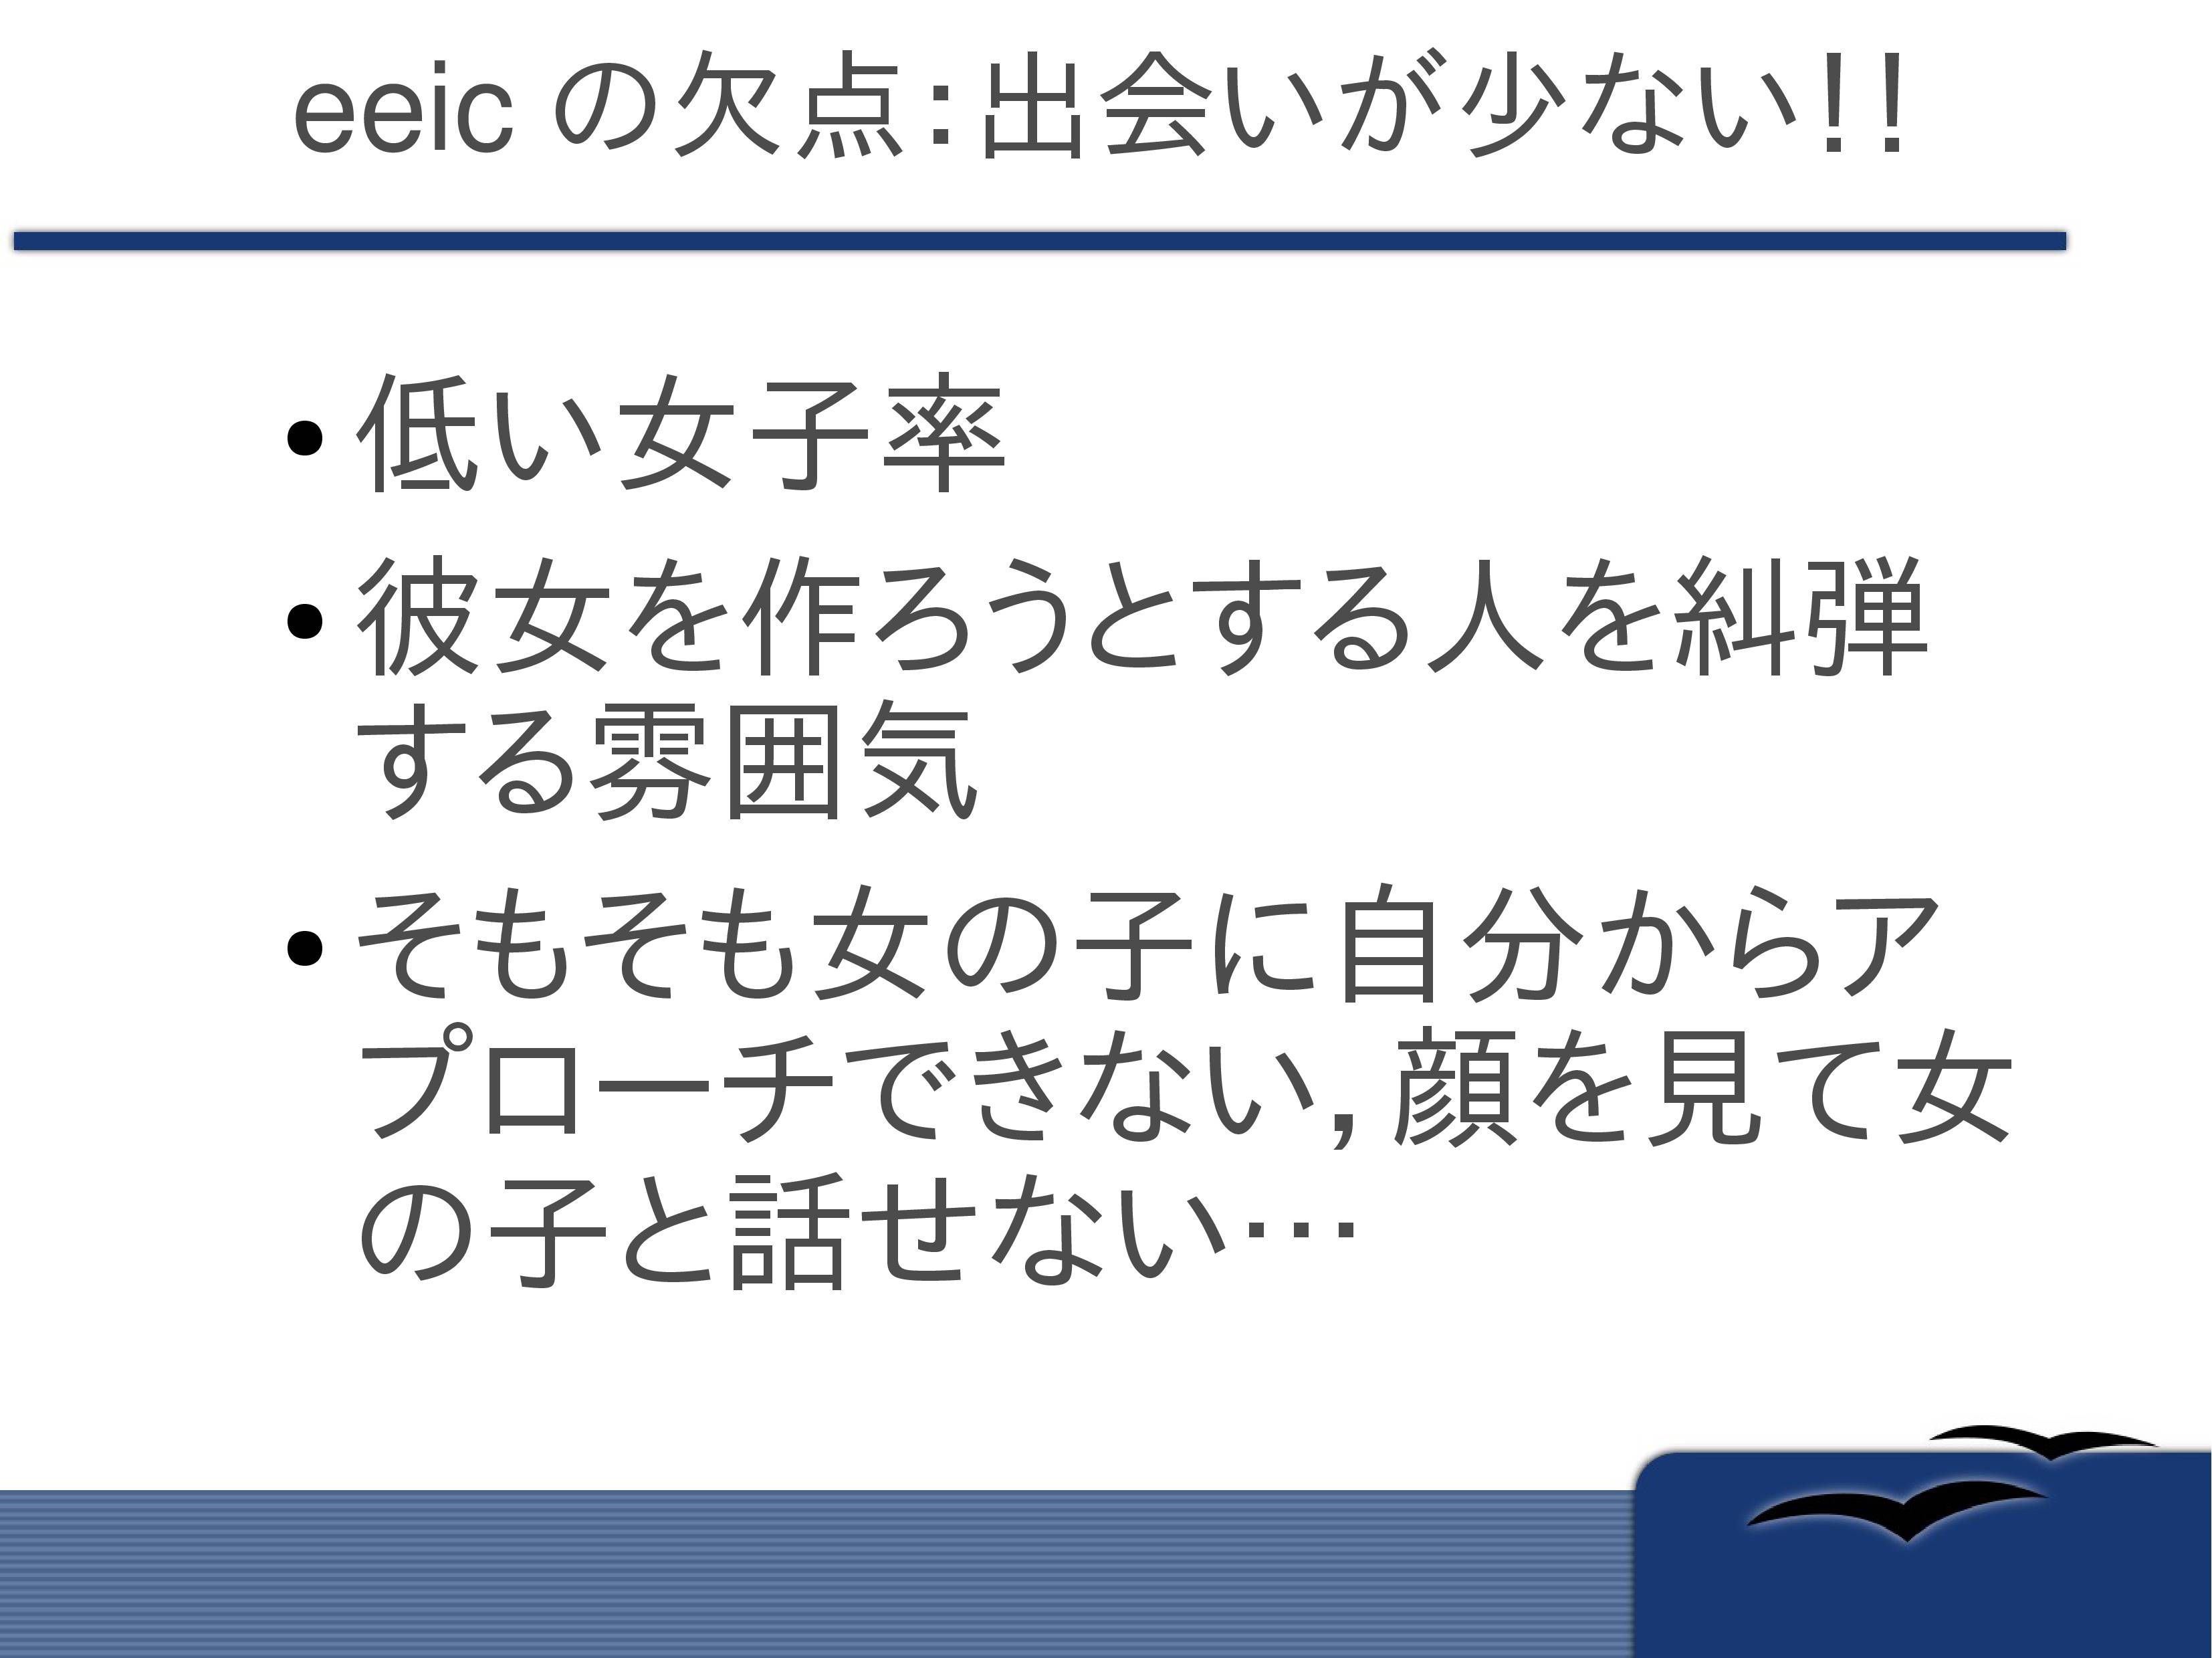 eeic の欠点：出会いが少ない！！
• 低い女子率
• 彼女を作ろうとする人を糾弾
する雰囲気
• そもそも女の子に自分からア
プローチできない，顔を見て女
の子と話せない…